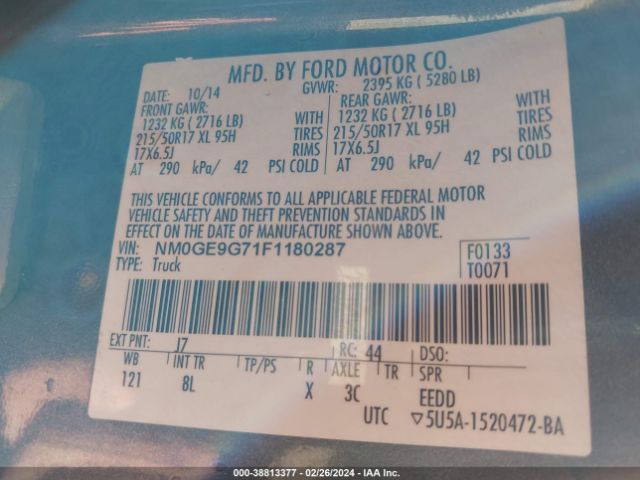 MFD. BY FORD MOTOR CO.
DATE: 10/14 GVWR: 2395 KG ( 5280 LB)
FRONT GAWR: REAR GAWR:
1232 KG ( 2716 LB) WITH 1232 KG ( 2716 LB) WITH
215/50R17 XL 95H TIRES 215/50R17 XL 95H TIRES
17X6.5J RIMS 17X6.5J RIMS
AT 290 kPa/ 42 PSI COLD AT 290 kPa/ 42 PSI COLD
THIS VEHICLE CONFORMS TO ALL APPLICABLE FEDERAL MOTOR
VEHICLE SAFETY AND THEFT PREVENTION STANDARDS IN
EFFECT ON THE DATE OF MANUFACTURE SHOWN ABOVE.
VIN: NM0GE9G71F1180287 F0133
TYPE: Truck T0071
EXT PNT: J7 RC: 44 DSO:
WB INT TR TP/PS R AXLE TR SPR
121 8L X 3C EEDD
UTC ▽5U5A-1520472-BA
000-38813377 - 02/26/2024 - IAA Inc.